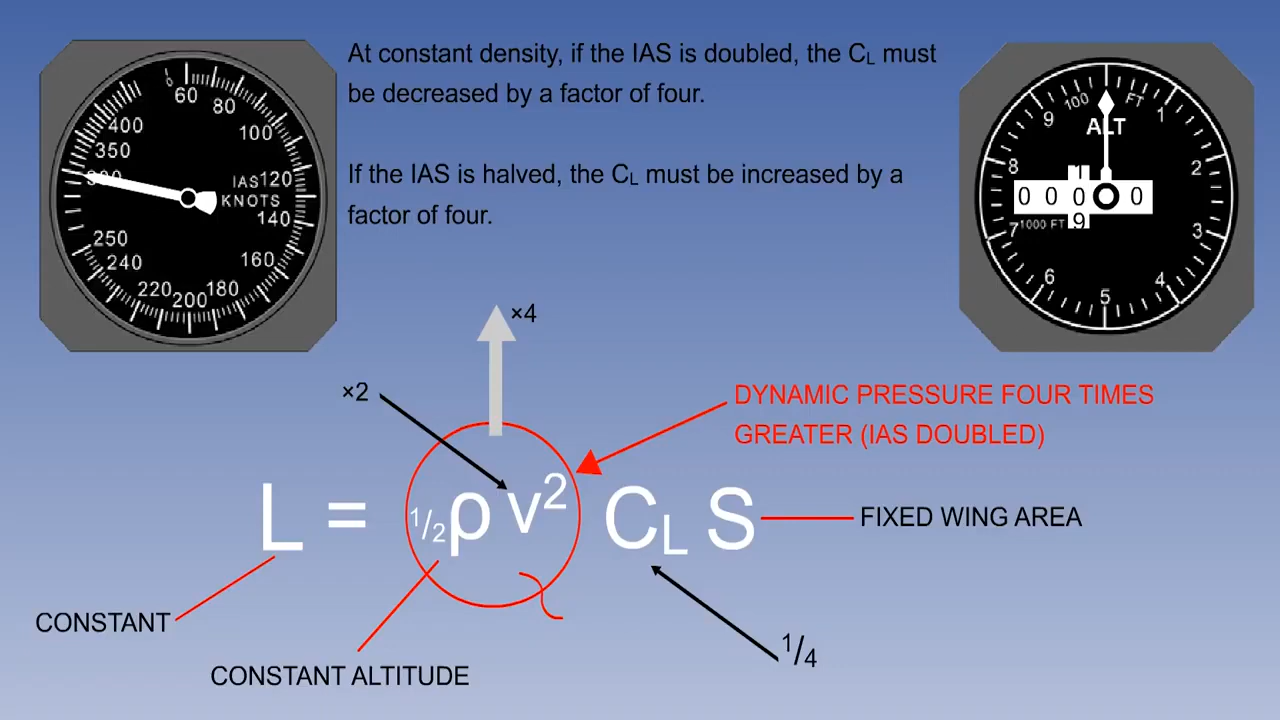 At constant density, if the IAS is doubled, the CL must
be decreased by a factor of four.
If the IAS is halved, the CL must be increased by a
factor of four.
60
80
100
IAS 120
KNOTS
140
160
180
200
220
240
250
300
350
400
100 FT
ALT
1
2
3
4
5
6
7
8
9
0 0 0 0
9
1000 FT
×4
×2
DYNAMIC PRESSURE FOUR TIMES
GREATER (IAS DOUBLED)
L = 1/2 ρ v² CL S
FIXED WING AREA
CONSTANT
CONSTANT ALTITUDE
1/4